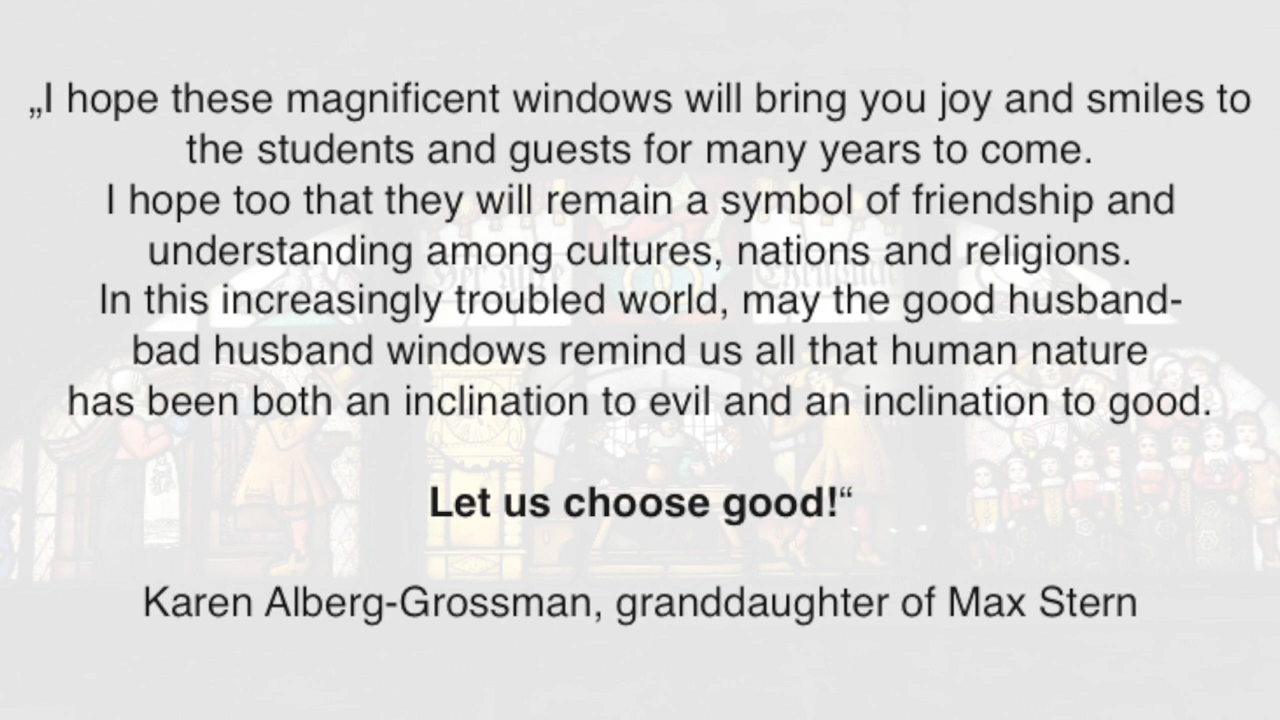 „I hope these magnificent windows will bring you joy and smiles to
the students and guests for many years to come.
I hope too that they will remain a symbol of friendship and
understanding among cultures, nations and religions.
In this increasingly troubled world, may the good husband-
bad husband windows remind us all that human nature
has been both an inclination to evil and an inclination to good.
Let us choose good!“
Karen Alberg-Grossman, granddaughter of Max Stern